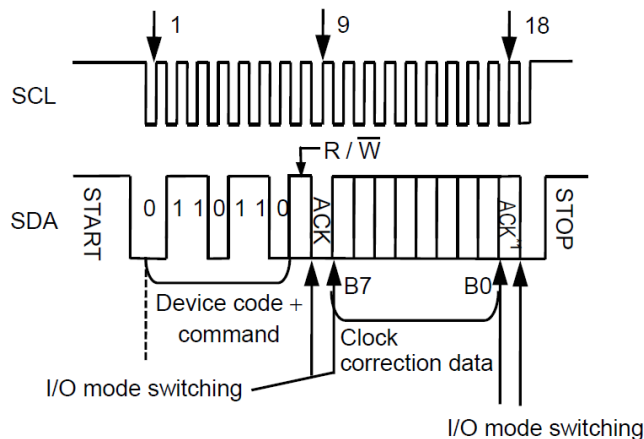 1 9 18
SCL
R / W
SDA
START 0 1 1 0 1 1 0 ACK ACK*1 STOP
B7 B0
Device code +
command
Clock
correction data
I/O mode switching
I/O mode switching